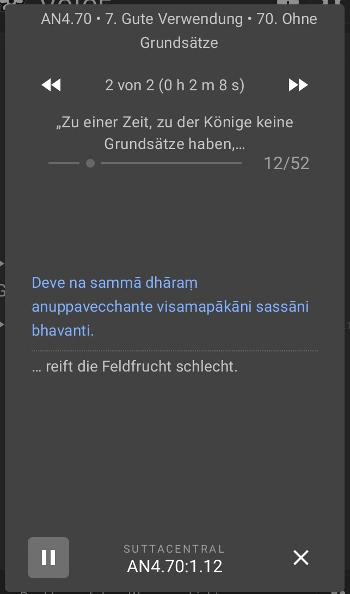 AN4.70 • 7. Gute Verwendung • 70. Ohne
Grundsätze
2 von 2 (0 h 2 m 8 s)
„Zu einer Zeit, zu der Könige keine
Grundsätze haben,…
12/52
Deve na sammā dhāraṃ
anuppavecchante visamapākāni sassāni
bhavanti.
… reift die Feldfrucht schlecht.
SUTTACENTRAL
AN4.70:1.12